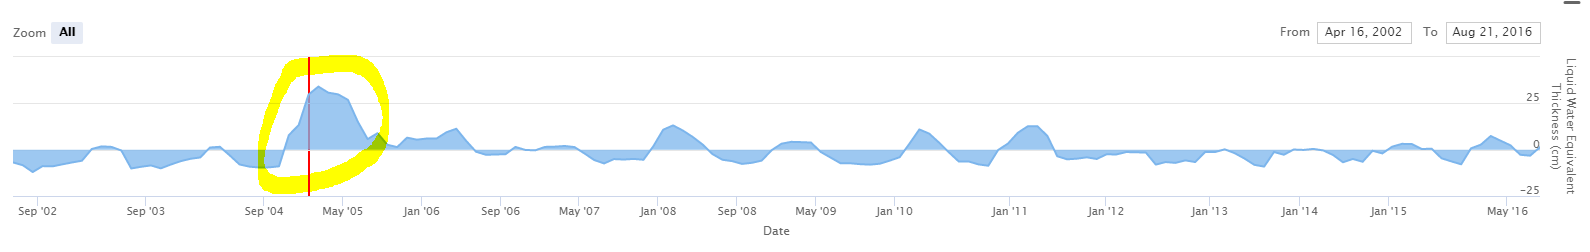 Zoom All From Apr 16, 2002 To Aug 21, 2016
25
0
-25
Liquid Water Equivalent
Thickness (cm)
Sep '02 Sep '03 Sep '04 May '05 Jan '06 Sep '06 May '07 Jan '08 Sep '08 May '09 Jan '10 Jan '11 Jan '12 Jan '13 Jan '14 Jan '15 May '16
Date